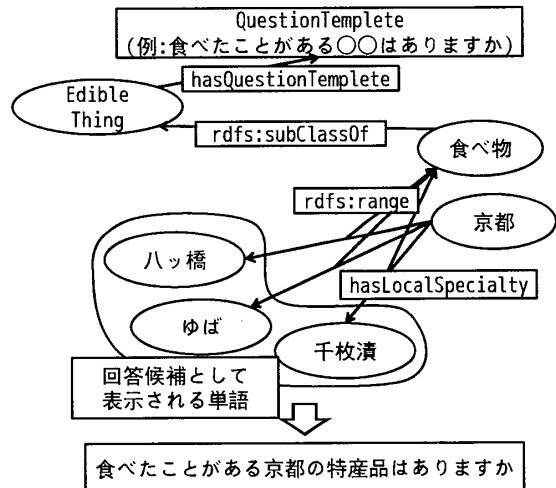 QuestionTemplete
(例:食べたことがある○○はありますか)
hasQuestionTemplete
Edible
Thing
rdfs:subClassOf
食べ物
rdfs:range
京都
八ッ橋
hasLocalSpecialty
ゆば
千枚漬
回答候補として
表示される単語
食べたことがある京都の特産品はありますか